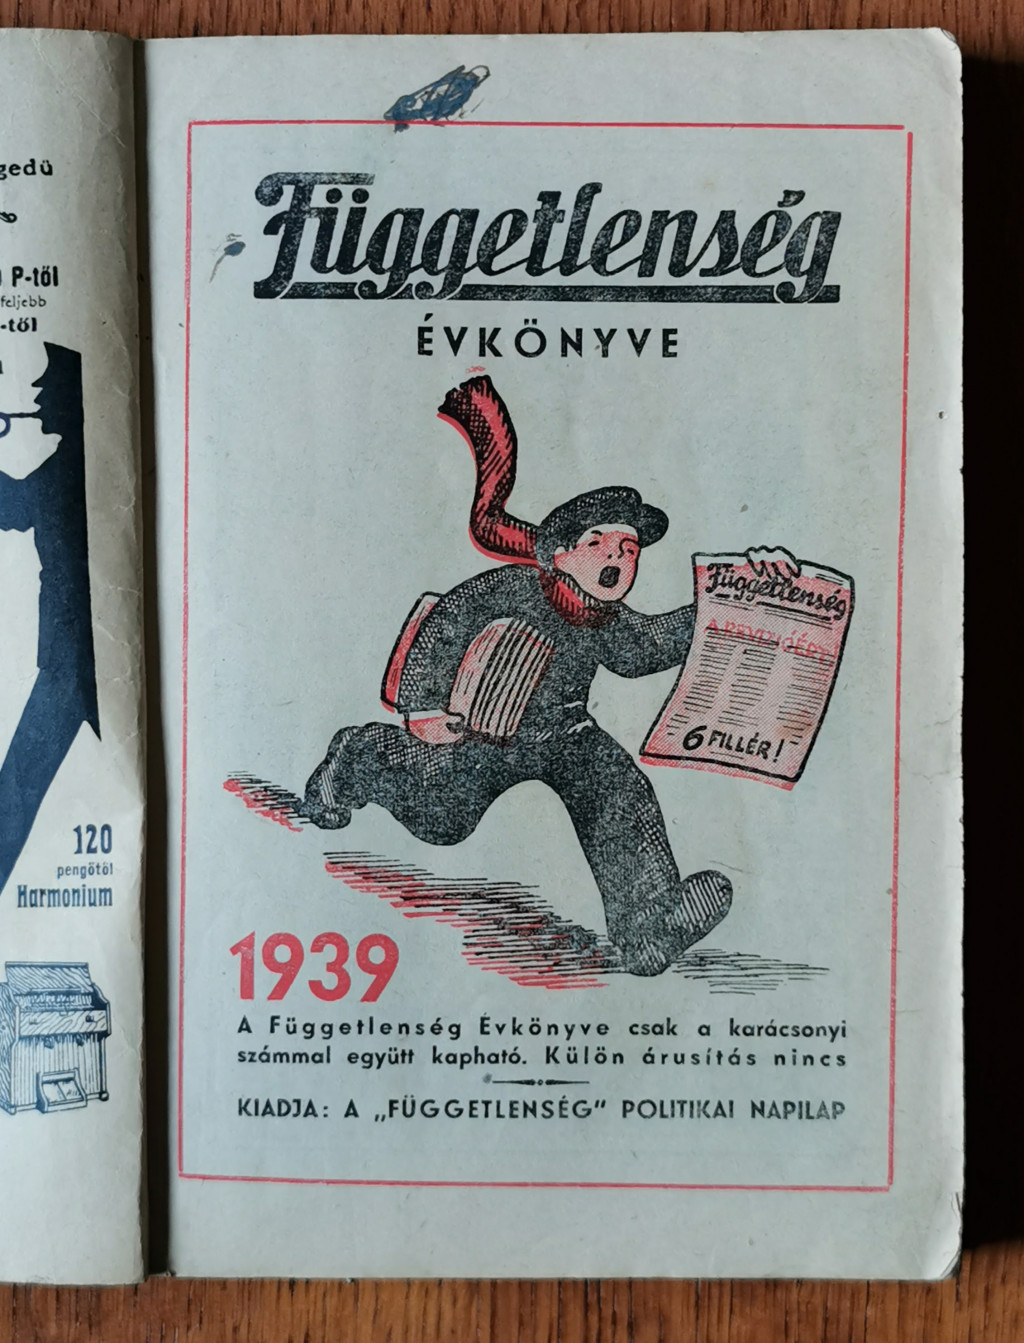 P-től
feljebb
-től
120
pengőtől
Harmonium
Függetlenség
ÉVKÖNYVE
Függetlenség
6 FILLÉR!
1939
A Függetlenség Évkönyve csak a karácsonyi
számmal együtt kapható. Külön árusítás nincs
KIADJA: A „FÜGGETLENSÉG" POLITIKAI NAPILAP